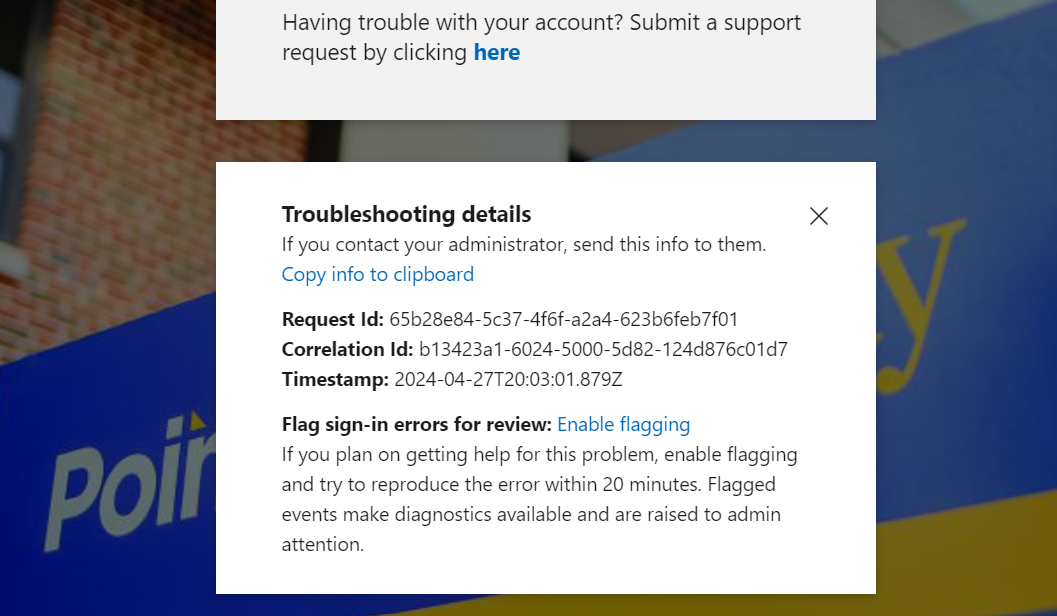 Having trouble with your account? Submit a support
request by clicking here
Troubleshooting details
If you contact your administrator, send this info to them.
Copy info to clipboard
Request Id: 65b28e84-5c37-4f6f-a2a4-623b6feb7f01
Correlation Id: b13423a1-6024-5000-5d82-124d876c01d7
Timestamp: 2024-04-27T20:03:01.879Z
Flag sign-in errors for review: Enable flagging
If you plan on getting help for this problem, enable flagging
and try to reproduce the error within 20 minutes. Flagged
events make diagnostics available and are raised to admin
attention.